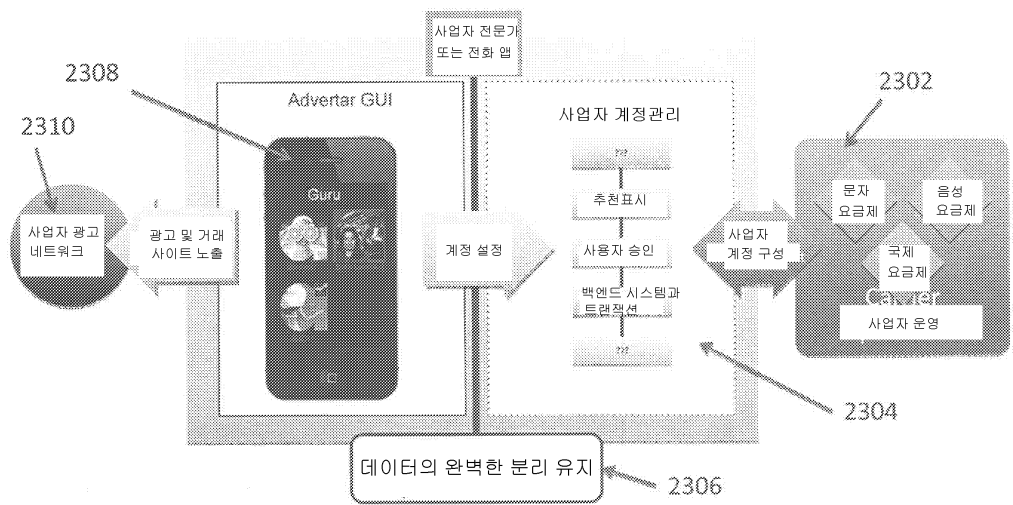 사업자 전문가
또는 전화 앱
2308
2302
2310
Advertar GUI
사업자 계정관리
???
Guru
추천표시
문자
요금제
음성
요금제
사업자 광고
네트워크
광고 및 거래
사이트 노출
계정 설정
사용자 승인
사업자
계정 구성
국제
요금제
백엔드 시스템과
트랜잭션
Carrier
사업자 운영
???
2304
데이터의 완벽한 분리 유지
2306